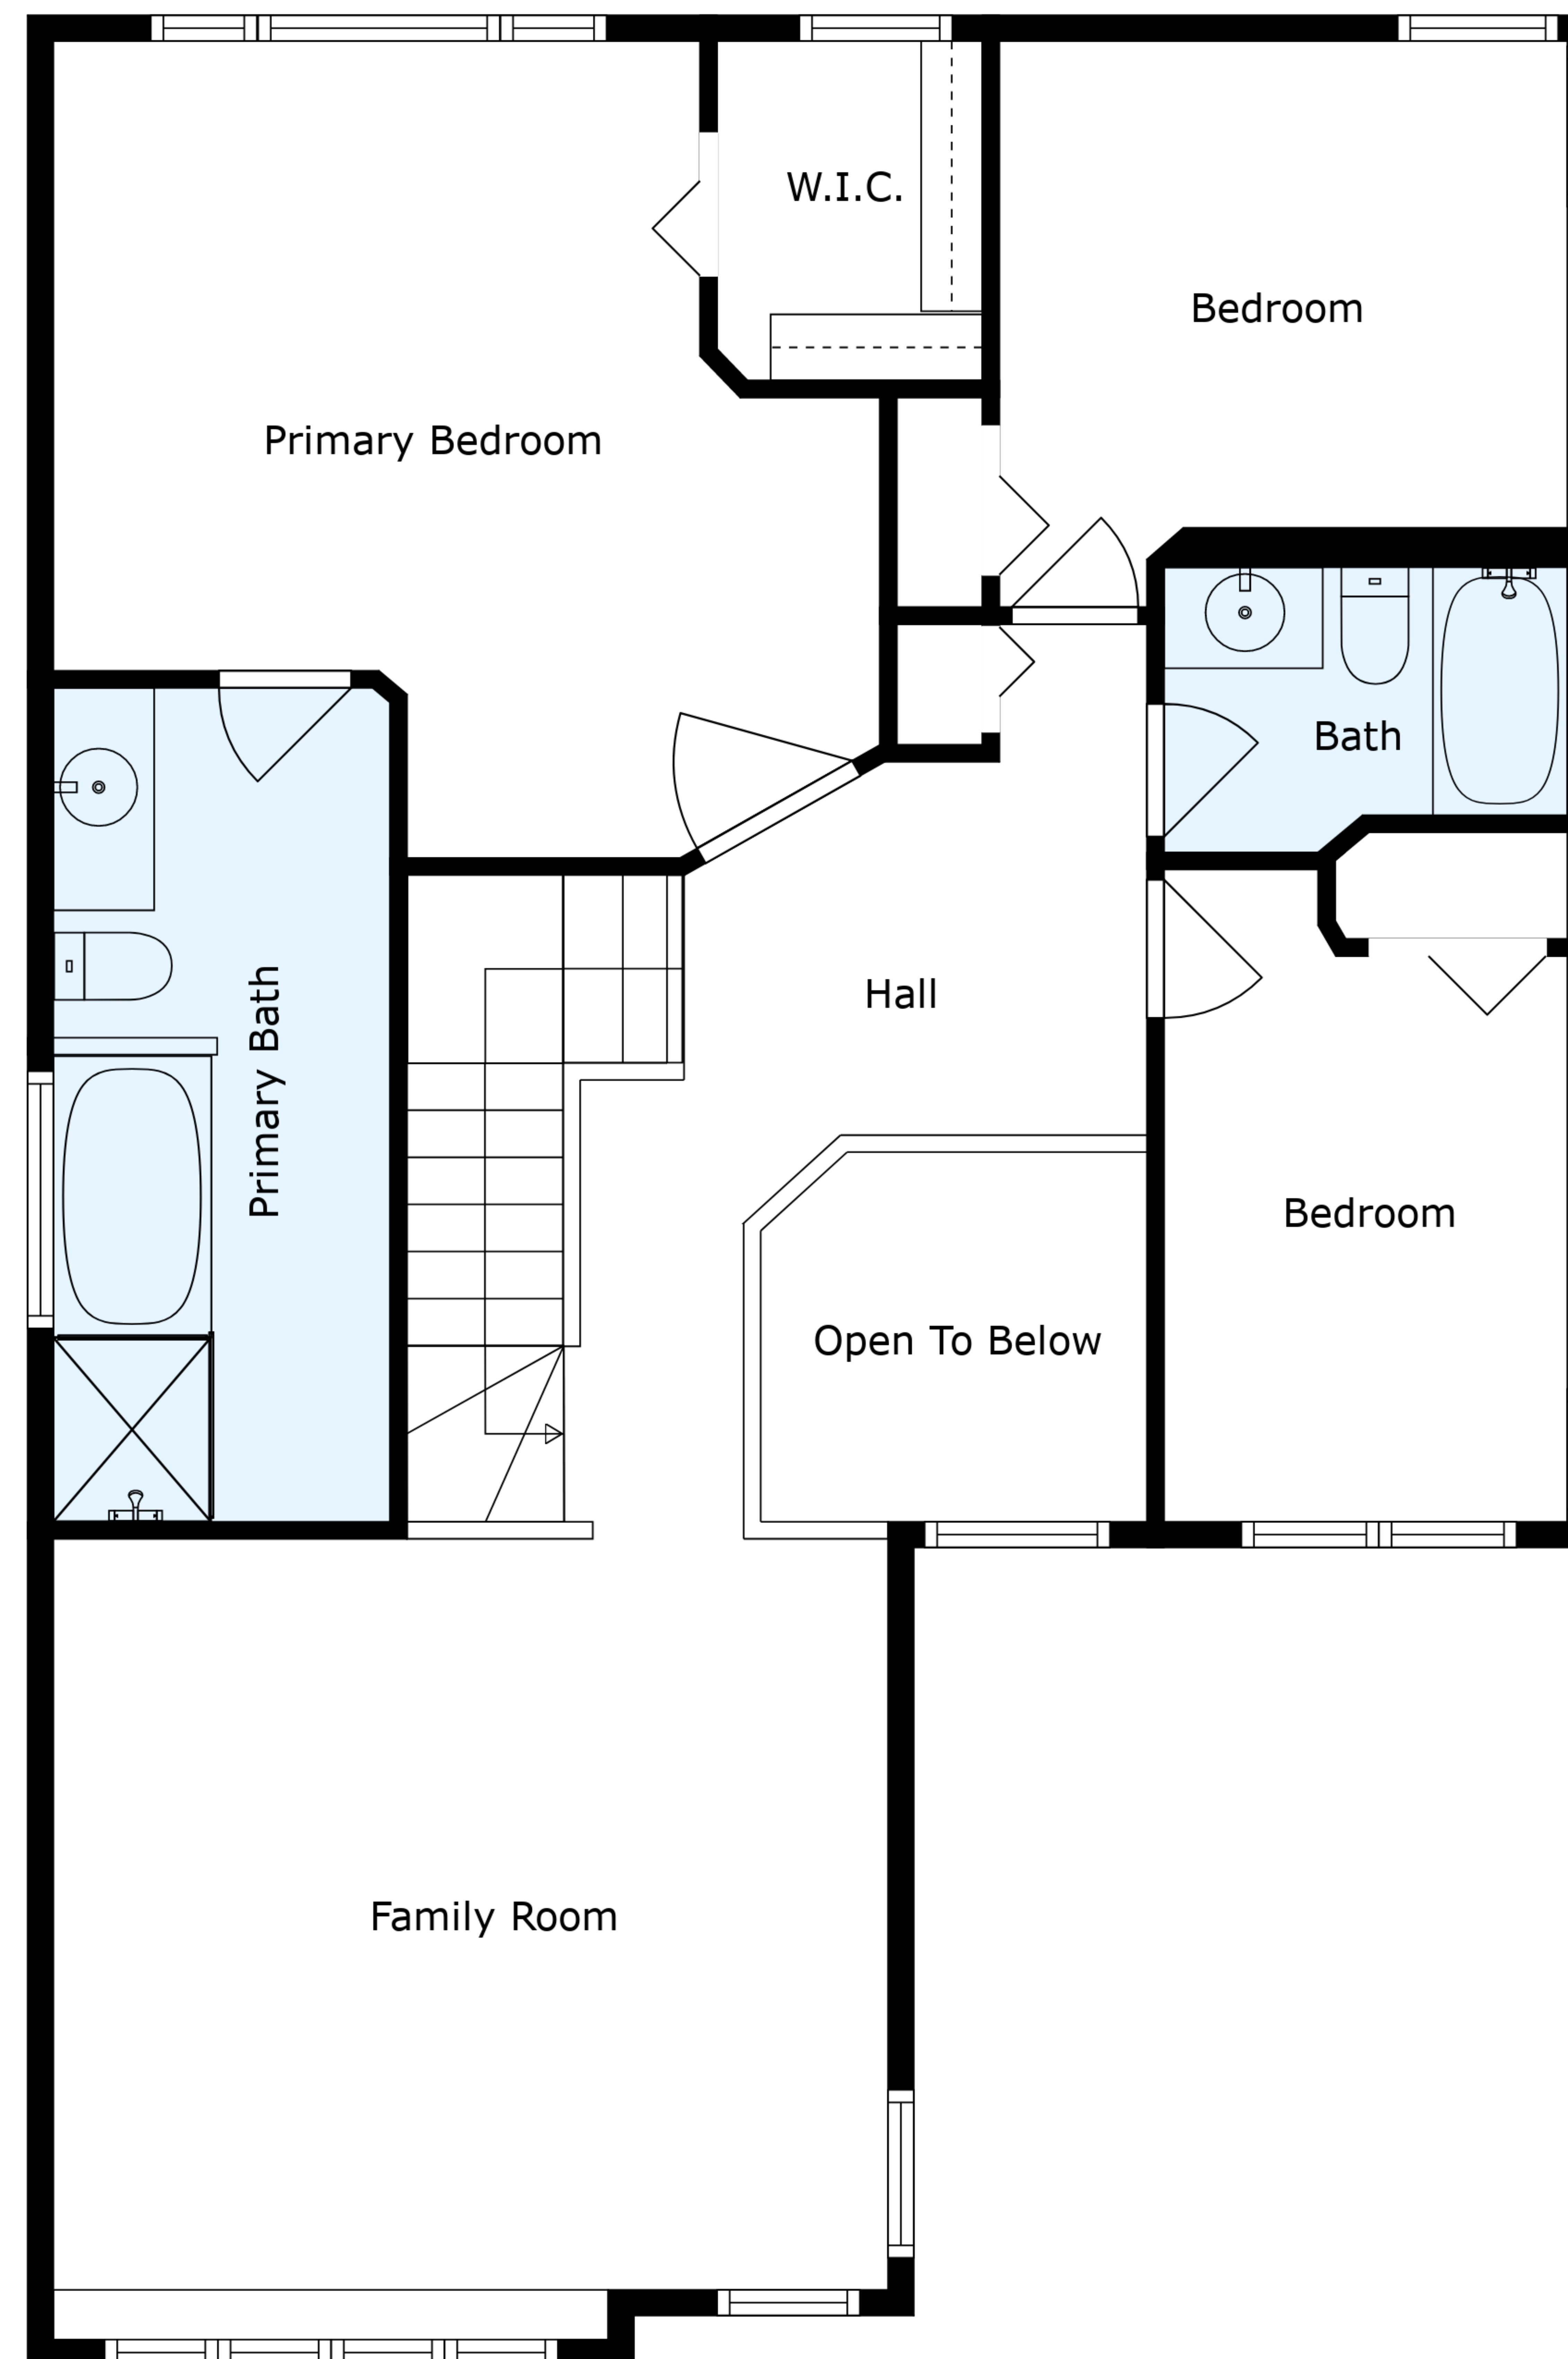 W.I.C.
Bedroom
Primary Bedroom
Bath
Hall
Primary Bath
Bedroom
Open To Below
Family Room